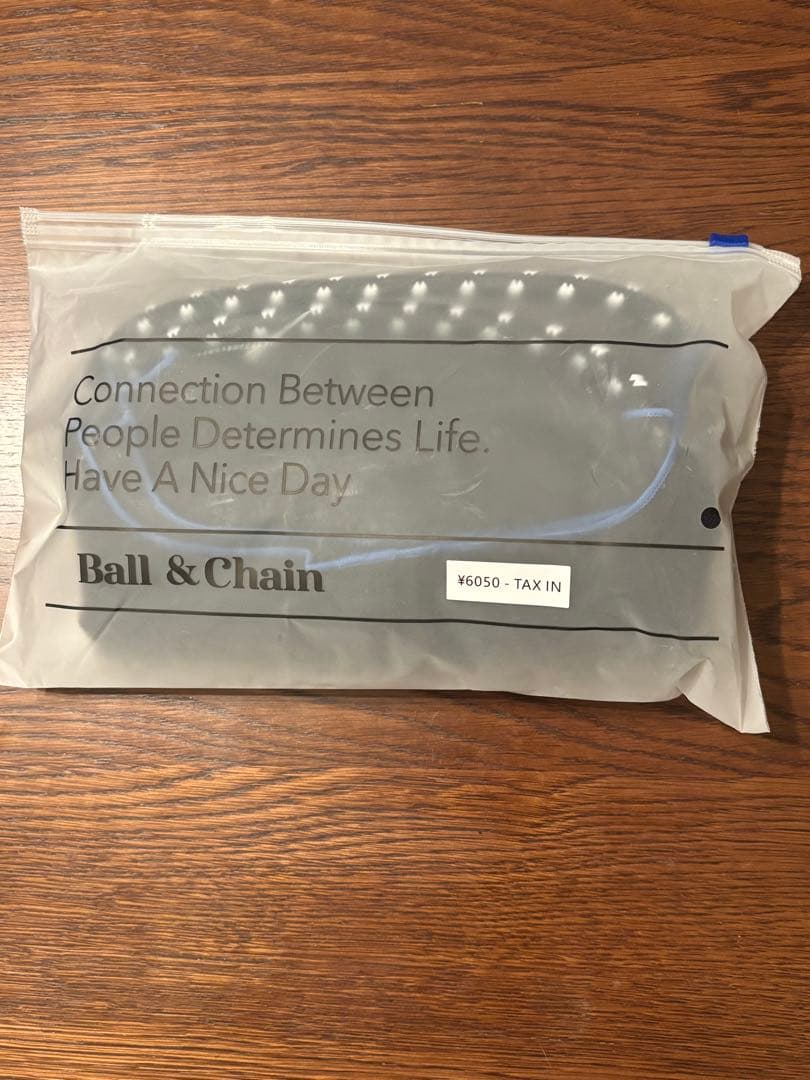 Connection Between
People Determines Life.
Have A Nice Day
Ball & Chain
¥6050 - TAX IN